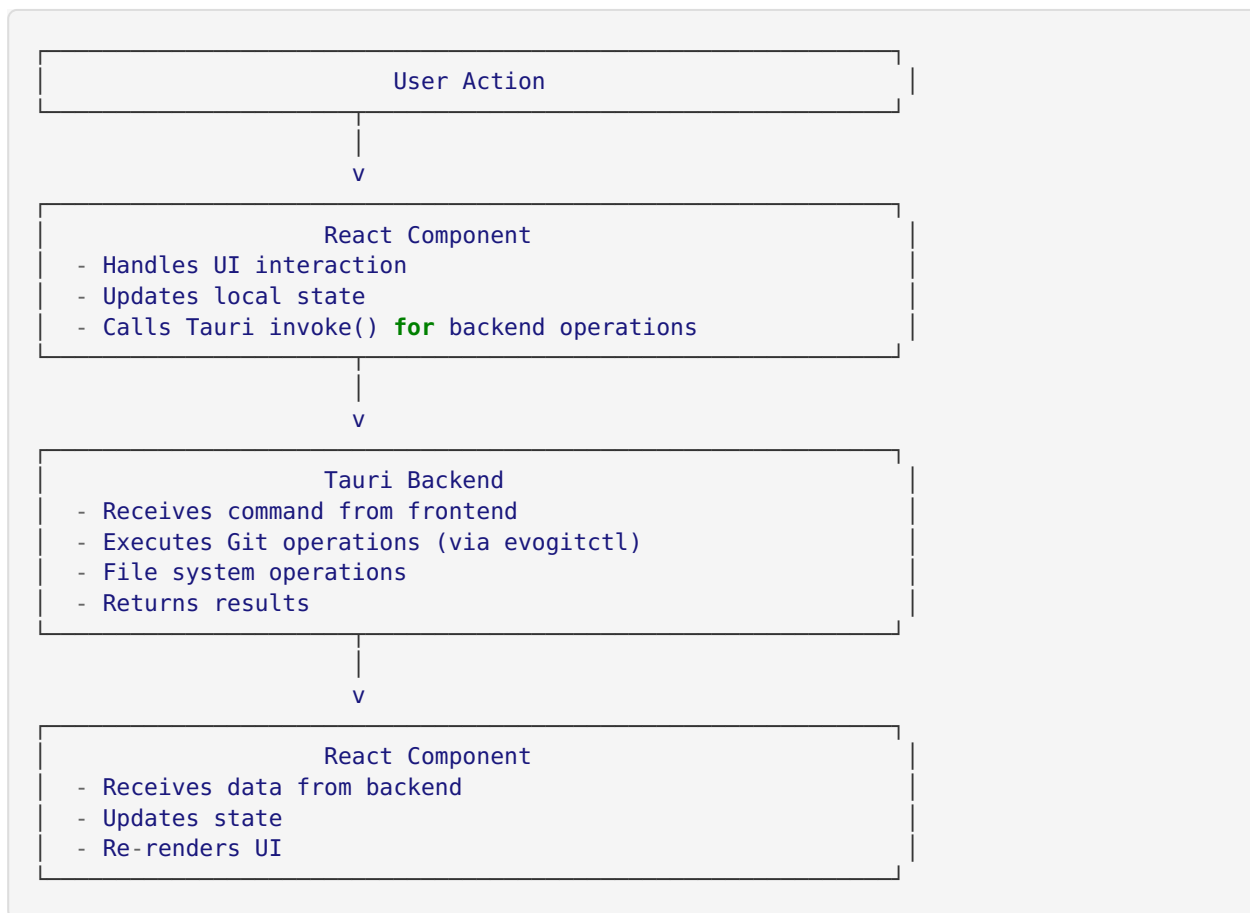 User Action
v
React Component
- Handles UI interaction
- Updates local state
- Calls Tauri invoke() for backend operations
v
Tauri Backend
- Receives command from frontend
- Executes Git operations (via evogitctl)
- File system operations
- Returns results
v
React Component
- Receives data from backend
- Updates state
- Re-renders UI